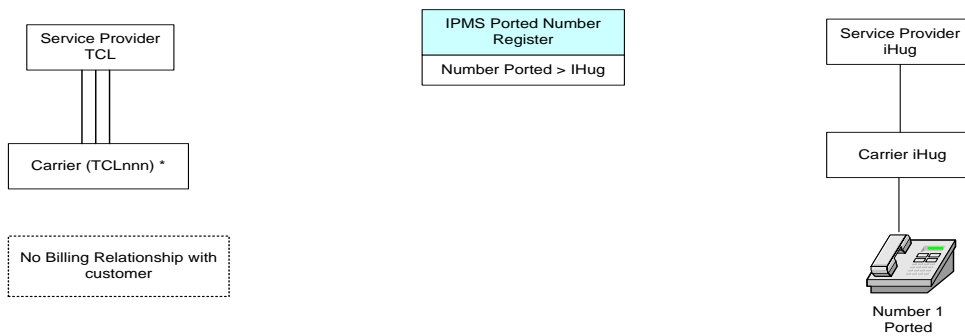 Service Provider
TCL
IPMS Ported Number
Register
Number Ported > IHug
Service Provider
iHug
Carrier (TCLnnn) *
Carrier iHug
No Billing Relationship with
customer
Number 1
Ported